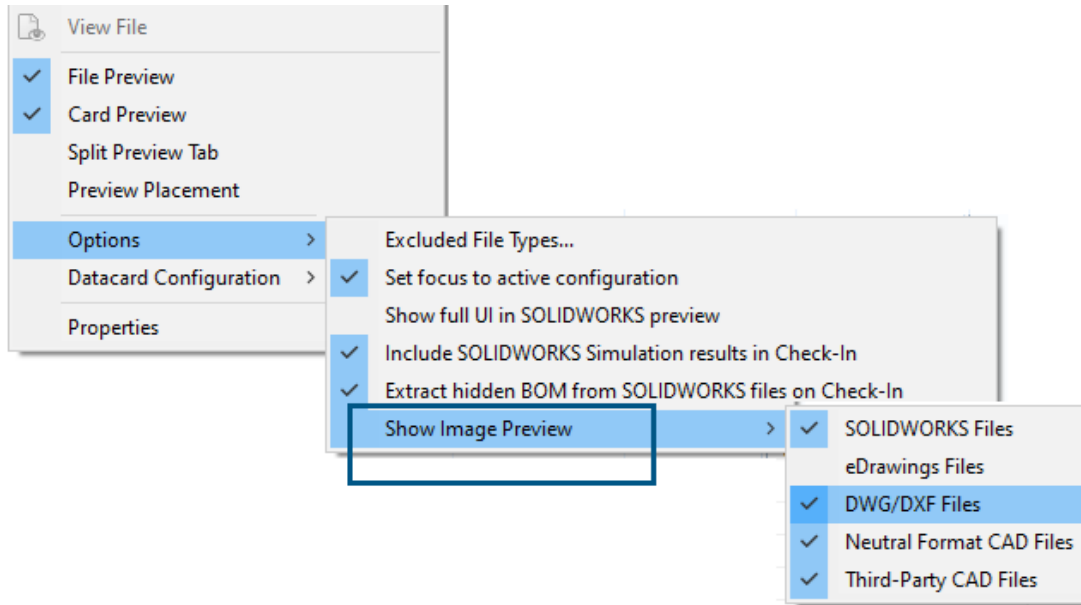 View File
File Preview
Card Preview
Split Preview Tab
Preview Placement
Options
Datacard Configuration
Properties
Excluded File Types...
Set focus to active configuration
Show full UI in SOLIDWORKS preview
Include SOLIDWORKS Simulation results in Check-In
Extract hidden BOM from SOLIDWORKS files on Check-In
Show Image Preview
SOLIDWORKS Files
eDrawings Files
DWG/DXF Files
Neutral Format CAD Files
Third-Party CAD Files